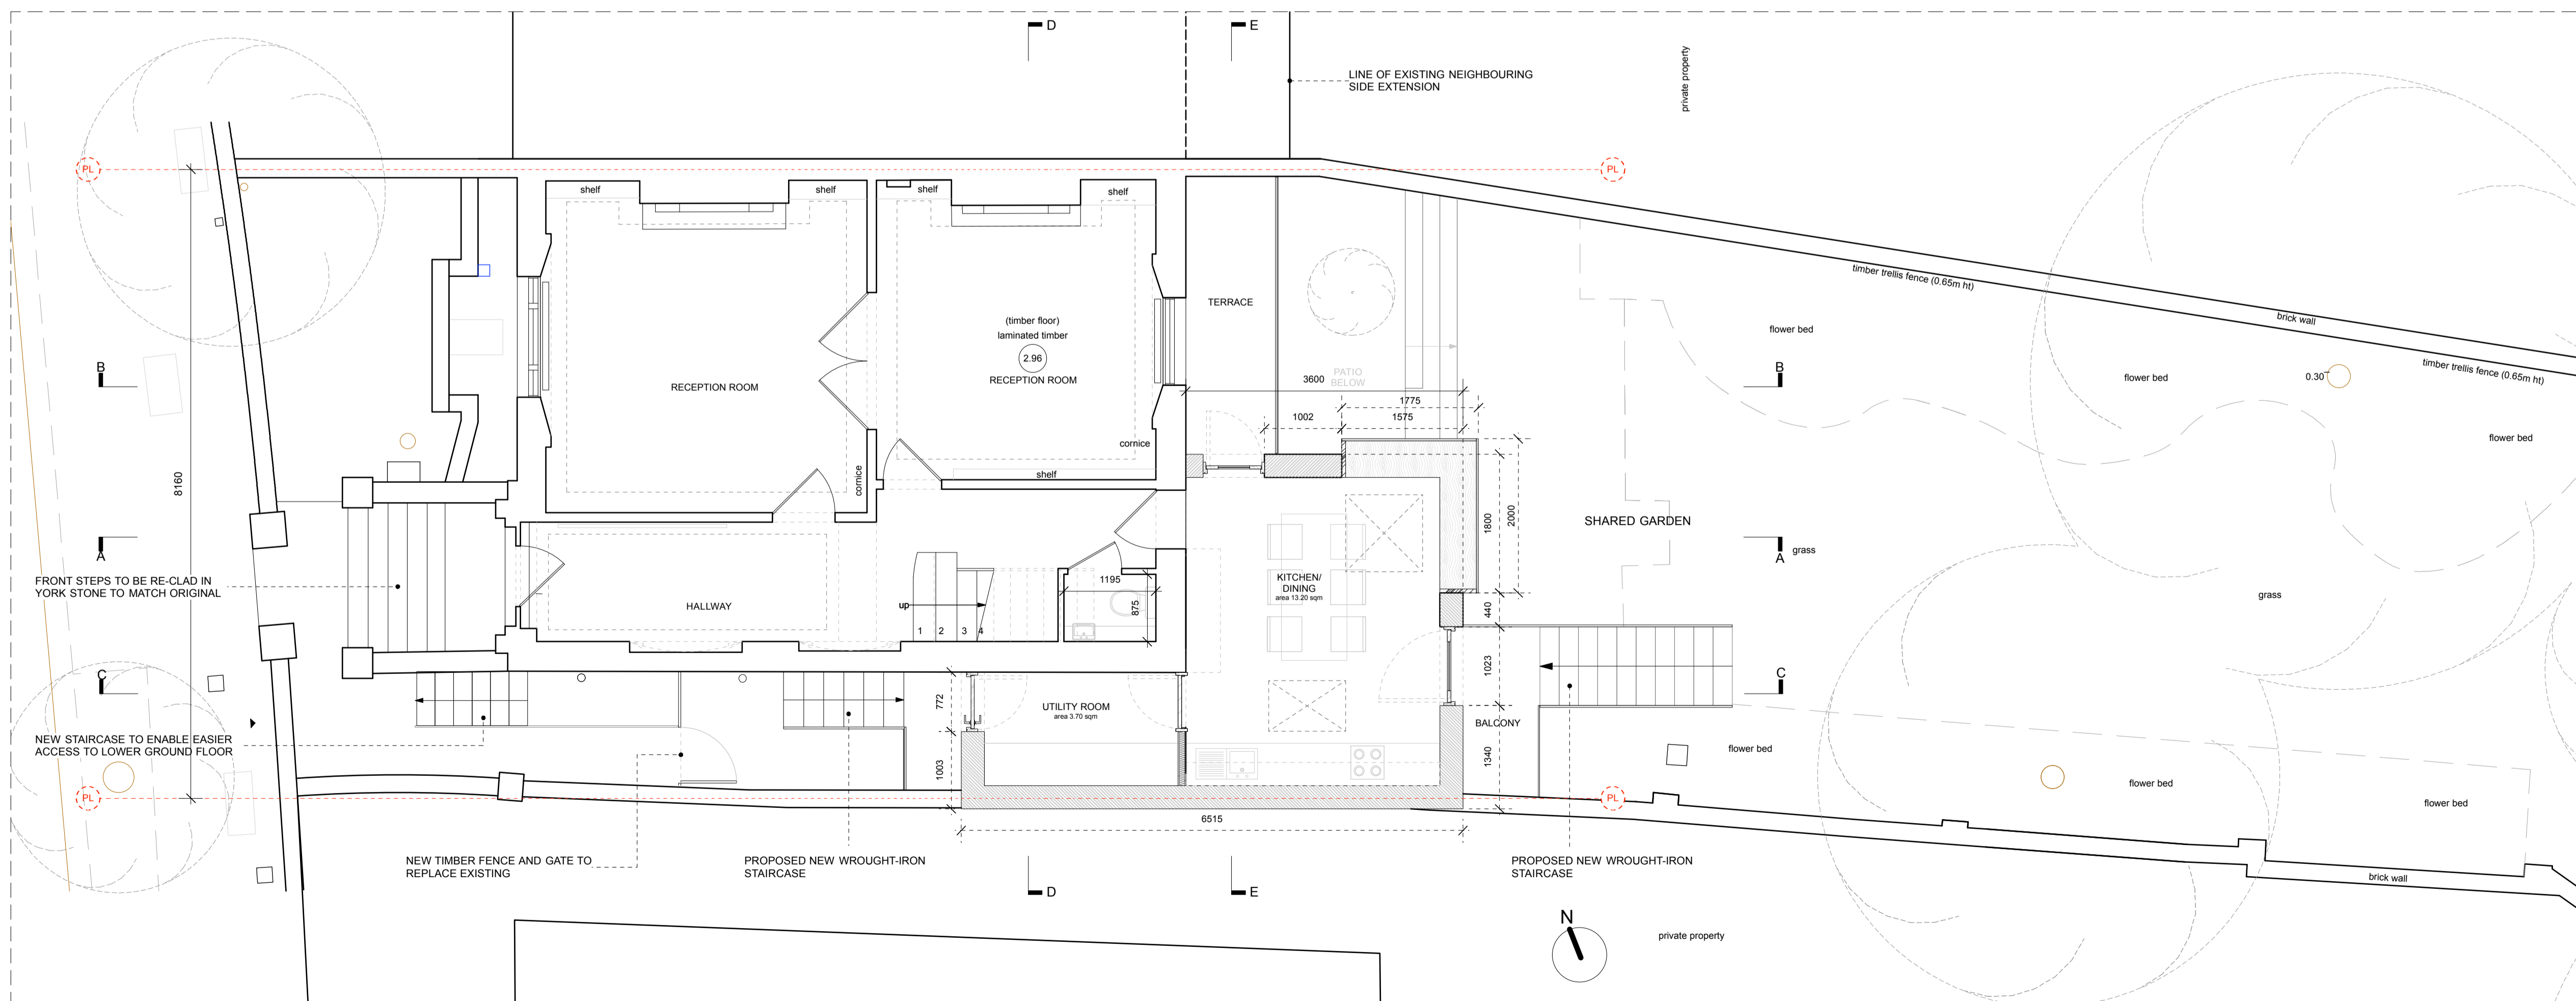 D
E
LINE OF EXISTING NEIGHBOURING
SIDE EXTENSION
private property
PL
PL
shelf
shelf
shelf
shelf
TERRACE
timber trellis fence (0.65m ht)
brick wall
timber trellis fence (0.65m ht)
flower bed
flower bed
0.30
flower bed
(timber floor)
laminated timber
2.96
RECEPTION ROOM
RECEPTION ROOM
PATIO
BELOW
3600
1775
1002
1575
B
B
cornice
cornice
shelf
8160
1800
2000
SHARED GARDEN
grass
A
A
FRONT STEPS TO BE RE-CLAD IN
YORK STONE TO MATCH ORIGINAL
HALLWAY
up
1 2 3 4
1195
875
KITCHEN/
DINING
area 13.20 sqm
440
1023
grass
C
C
772
UTILITY ROOM
area 3.70 sqm
BALCONY
1340
1003
NEW STAIRCASE TO ENABLE EASIER
ACCESS TO LOWER GROUND FLOOR
flower bed
flower bed
flower bed
PL
PL
6515
NEW TIMBER FENCE AND GATE TO
REPLACE EXISTING
PROPOSED NEW WROUGHT-IRON
STAIRCASE
PROPOSED NEW WROUGHT-IRON
STAIRCASE
brick wall
D
E
N
private property